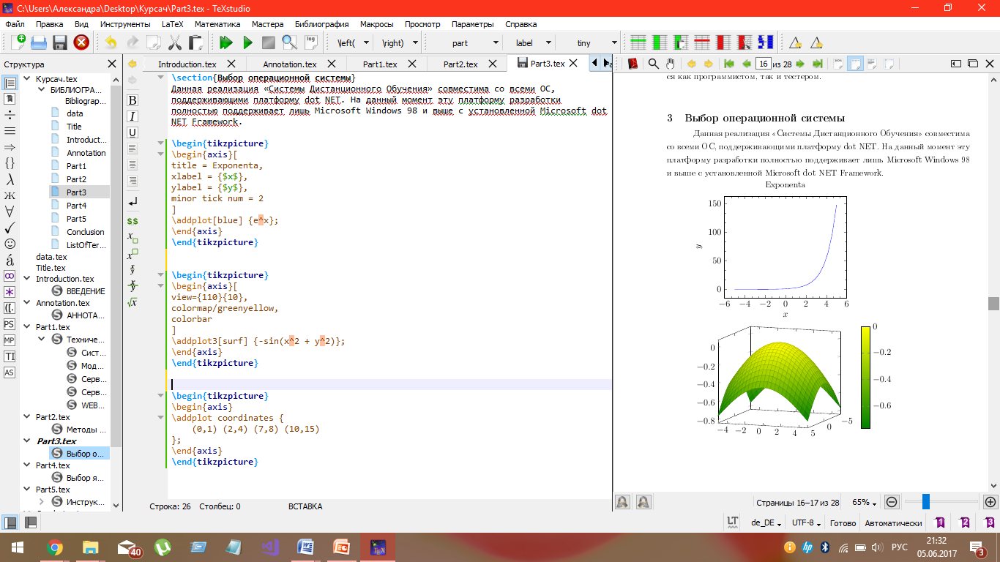 C:\Users\Александра\Desktop\Курсач\Part3.tex - TeXstudio
Файл Правка Вид Инструменты LaTeX Математика Мастера Библиография Макросы Просмотр Параметры Справка
log \left( \right) part label tiny
Структура
Курсач.tex
БИБЛИОГРА...
Bibliograp...
data
Title
Introduct...
Annotation
Part1
Part2
Part3
Part4
Part5
Conclusion
ListOfTer...
data.tex
Title.tex
Introduction.tex
ВВЕДЕНИЕ
Annotation.tex
АННОТА...
Part1.tex
Техниче...
Сист...
Мод...
Серв...
Серв...
WEB...
Part2.tex
Методы ...
Part3.tex
Выбор о...
Part4.tex
Выбор я...
Part5.tex
Инструк...
Introduction.tex Annotation.tex Part1.tex Part2.tex Part3.tex
\section{Выбор операционной системы}
Данная реализация «Системы Дистанционного Обучения» совместима со всеми ОС,
поддерживающими платформу dot NET. На данный момент эту платформу разработки
полностью поддерживает лишь Microsoft Windows 98 и выше с установленной Microsoft dot
NET Framework.
\begin{tikzpicture}
\begin{axis}[
title = Exponenta,
xlabel = {$x$},
ylabel = {$y$},
minor tick num = 2
]
\addplot[blue] {e^x};
\end{axis}
\end{tikzpicture}
\begin{tikzpicture}
\begin{axis}[
view={110}{10},
colormap/greenyellow,
colorbar
]
\addplot3[surf] {-sin(x^2 + y^2)};
\end{axis}
\end{tikzpicture}
\begin{tikzpicture}
\begin{axis}
\addplot coordinates {
(0,1) (2,4) (7,8) (10,15)
};
\end{axis}
\end{tikzpicture}
Строка: 26 Столбец: 0 ВСТАВКА
16 из 28
ся как программистом, так и тестером.
3 Выбор операционной системы
Данная реализация «Системы Дистанционного Обучения» совместима
со всеми ОС, поддерживающими платформу dot NET. На данный момент эту
платформу разработки полностью поддерживает лишь Microsoft Windows 98
и выше с установленной Microsoft dot NET Framework.
Exponenta
150
100
50
0
y
−6 −4 −2 0 2 4 6
x
0
−0.2
−0.4
−0.6
−0.8
−4 −2 0 2 4 5 0 −5
0
−0.2
−0.4
−0.6
Страницы 16–17 из 28 65%
LT de_DE UTF-8 Готово Автоматически 1 2 3
40
РУС
21:32
05.06.2017
3